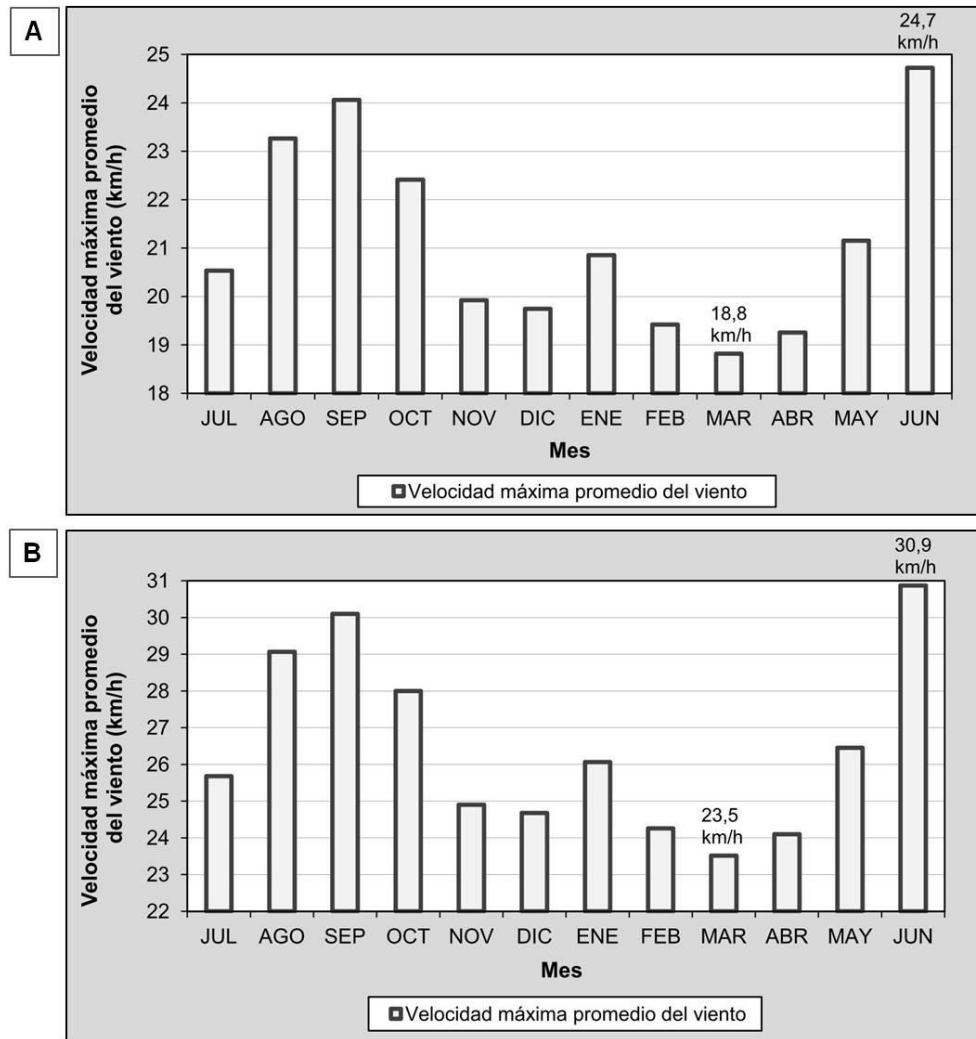 A
24,7
km/h
Velocidad máxima promedio
del viento (km/h)
25
24
23
22
21
20
19
18
18,8
km/h
JUL AGO SEP OCT NOV DIC ENE FEB MAR ABR MAY JUN
Mes
Velocidad máxima promedio del viento
B
30,9
km/h
Velocidad máxima promedio
del viento (km/h)
31
30
29
28
27
26
25
24
23
22
23,5
km/h
JUL AGO SEP OCT NOV DIC ENE FEB MAR ABR MAY JUN
Mes
Velocidad máxima promedio del viento